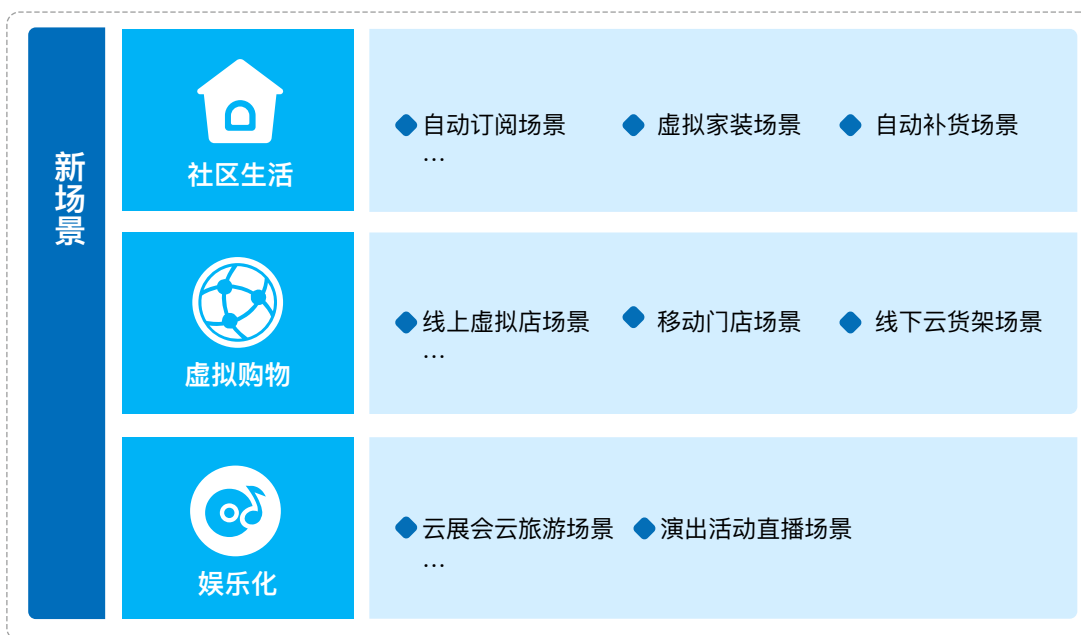 新场景
社区生活
自动订阅场景 虚拟家装场景 自动补货场景
…
虚拟购物
线上虚拟店场景 移动门店场景 线下云货架场景
…
娱乐化
云展会云旅游场景 演出活动直播场景
…